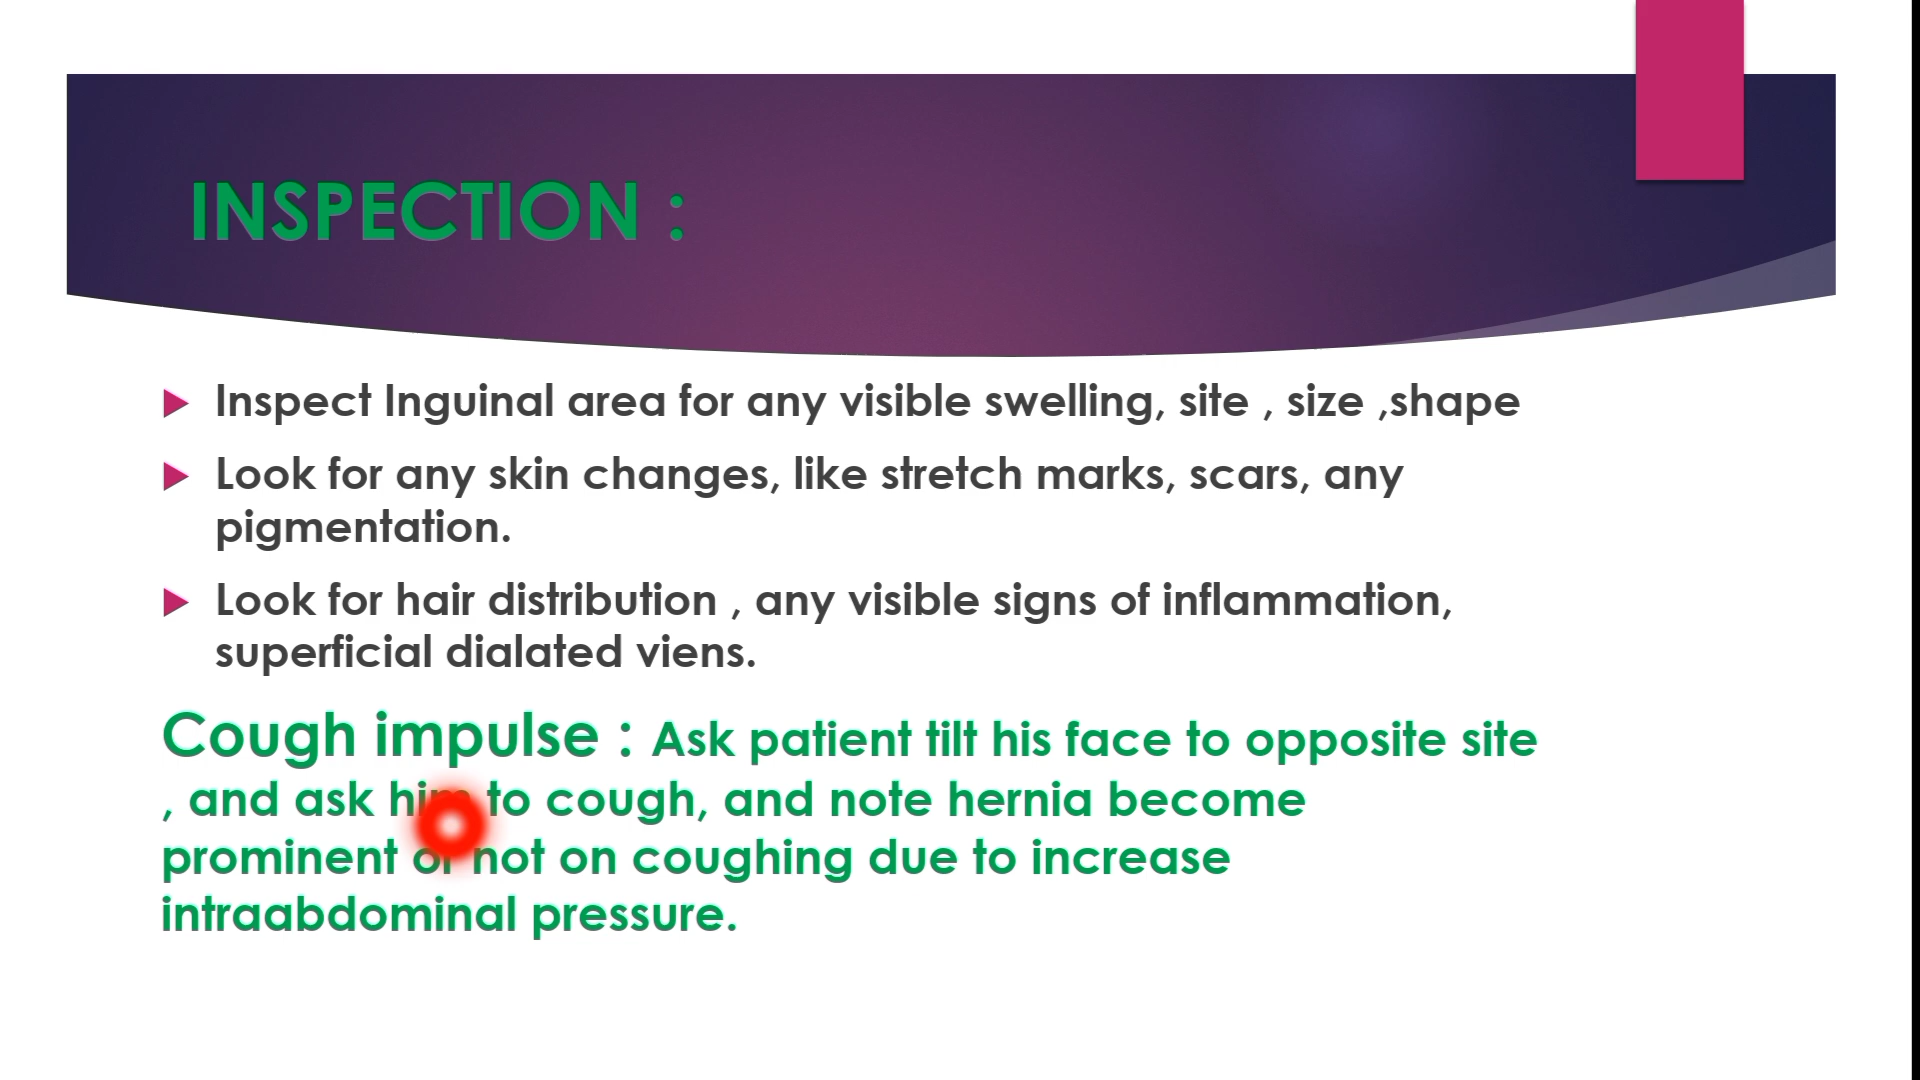 INSPECTION :
Inspect Inguinal area for any visible swelling, site , size ,shape
Look for any skin changes, like stretch marks, scars, any
pigmentation.
Look for hair distribution , any visible signs of inflammation,
superficial dialated viens.
Cough impulse : Ask patient tilt his face to opposite site
, and ask him to cough, and note hernia become
prominent or not on coughing due to increase
intraabdominal pressure.